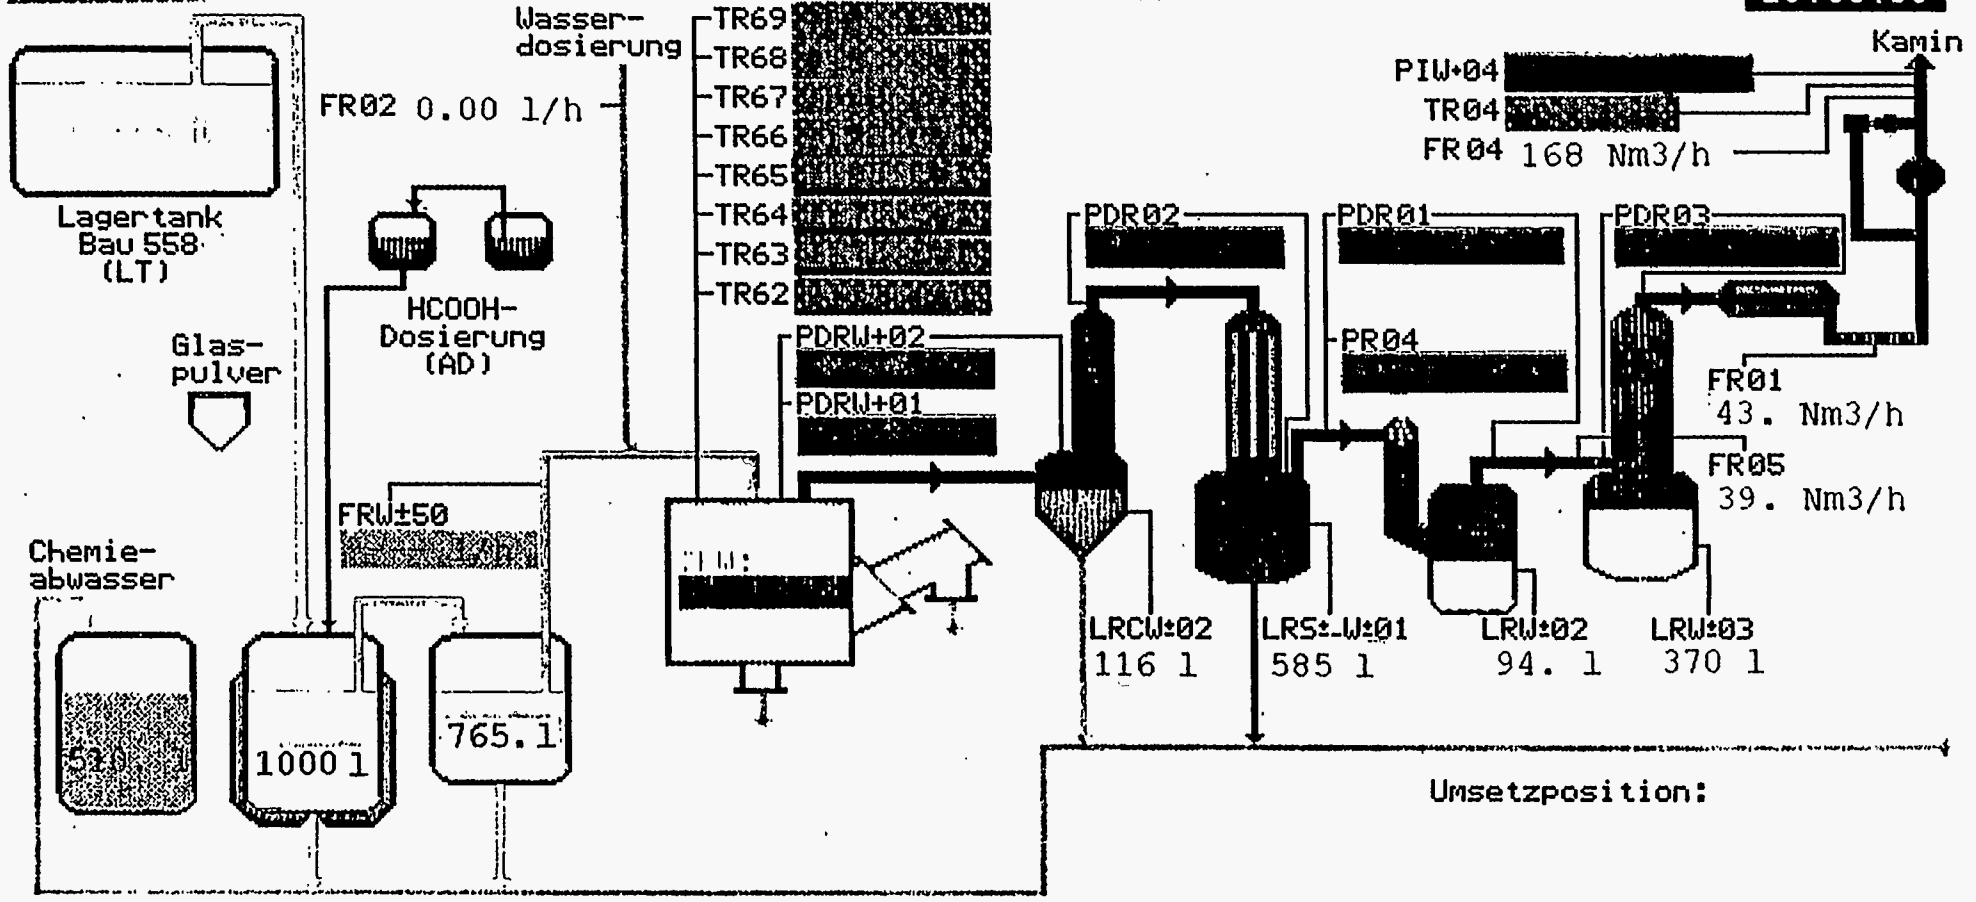 Wasser-
dosierung
FR02 0.00 l/h
TR69
TR68
TR67
TR66
TR65
TR64
TR63
TR62
Kamin
PIW+04
TR04
FR04 168 Nm3/h
Lagertank
Bau 558
(LT)
HCOOH-
Dosierung
(AD)
Glas-
pulver
PDR02
PDR01
PDR03
PDRW+02
PDRW+01
PR04
FR01
43. Nm3/h
FR05
39. Nm3/h
FRW±50
l/h
Chemie-
abwasser
1000 l
765. l
LRCW±02
116 l
LRS±-W±01
585 l
LRW±02
94. l
LRW±03
370 l
Umsetzposition: